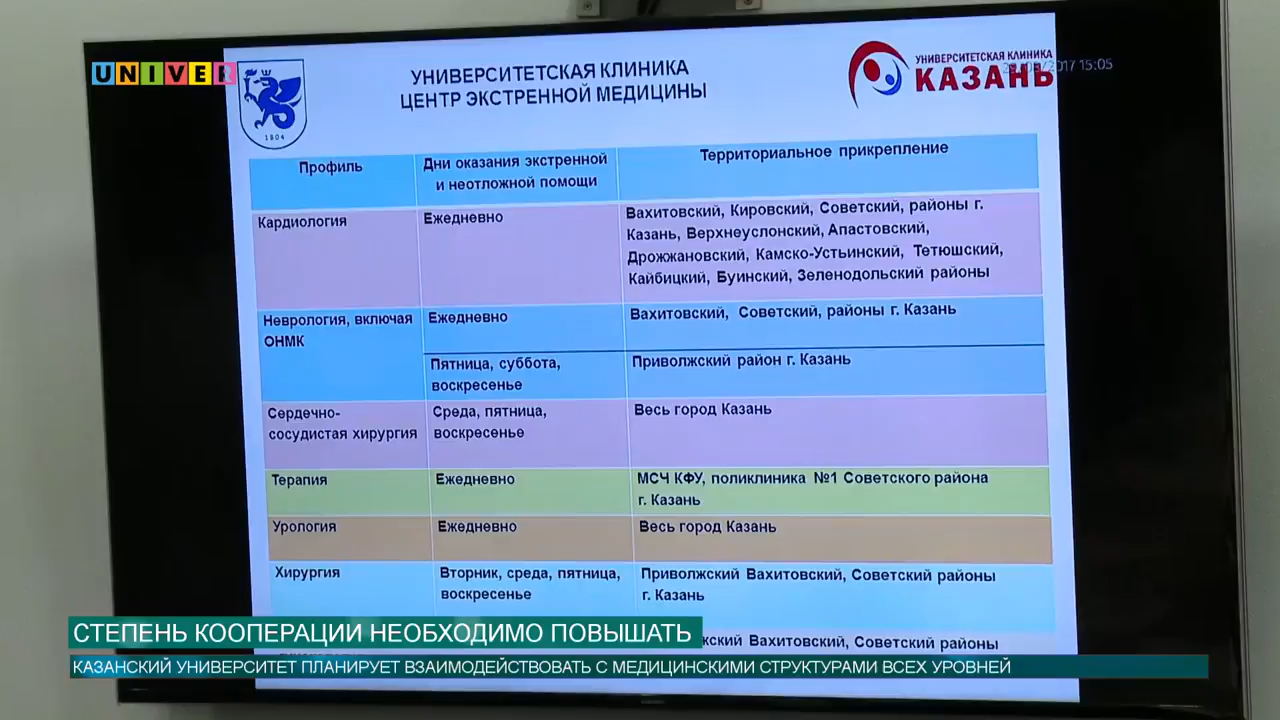 UNIVER
УНИВЕРСИТЕТСКАЯ КЛИНИКА
ЦЕНТР ЭКСТРЕННОЙ МЕДИЦИНЫ
1804
УНИВЕРСИТЕТСКАЯ КЛИНИКА
КАЗАНЬ
2017 15:05
Профиль
Дни оказания экстренной
и неотложной помощи
Территориальное прикрепление
Кардиология
Ежедневно
Вахитовский, Кировский, Советский, районы г.
Казань, Верхнеуслонский, Апастовский,
Дрожжановский, Камско-Устьинский, Тетюшский,
Кайбицкий, Буинский, Зеленодольский районы
Неврология, включая
ОНМК
Ежедневно
Вахитовский, Советский, районы г. Казань
Пятница, суббота,
воскресенье
Приволжский район г. Казань
Сердечно-
сосудистая хирургия
Среда, пятница,
воскресенье
Весь город Казань
Терапия
Ежедневно
МСЧ КФУ, поликлиника №1 Советского района
г. Казань
Урология
Ежедневно
Весь город Казань
Хирургия
Вторник, среда, пятница,
воскресенье
Приволжский Вахитовский, Советский районы
г. Казань
жский Вахитовский, Советский районы
СТЕПЕНЬ КООПЕРАЦИИ НЕОБХОДИМО ПОВЫШАТЬ
КАЗАНСКИЙ УНИВЕРСИТЕТ ПЛАНИРУЕТ ВЗАИМОДЕЙСТВОВАТЬ С МЕДИЦИНСКИМИ СТРУКТУРАМИ ВСЕХ УРОВНЕЙ